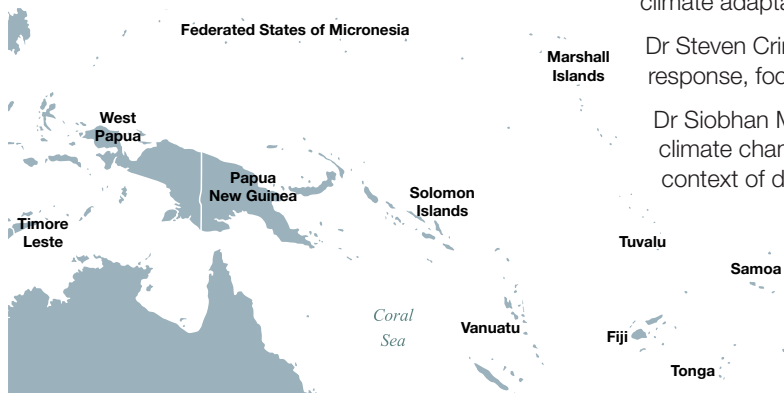 climate adapta
Dr Steven Cri
response, foc
Dr Siobhan M
climate chan
context of d
Federated States of Micronesia
Marshall
Islands
West
Papua
Papua
New Guinea
Solomon
Islands
Timore
Leste
Tuvalu
Samoa
Coral
Sea
Vanuatu
Fiji
Tonga